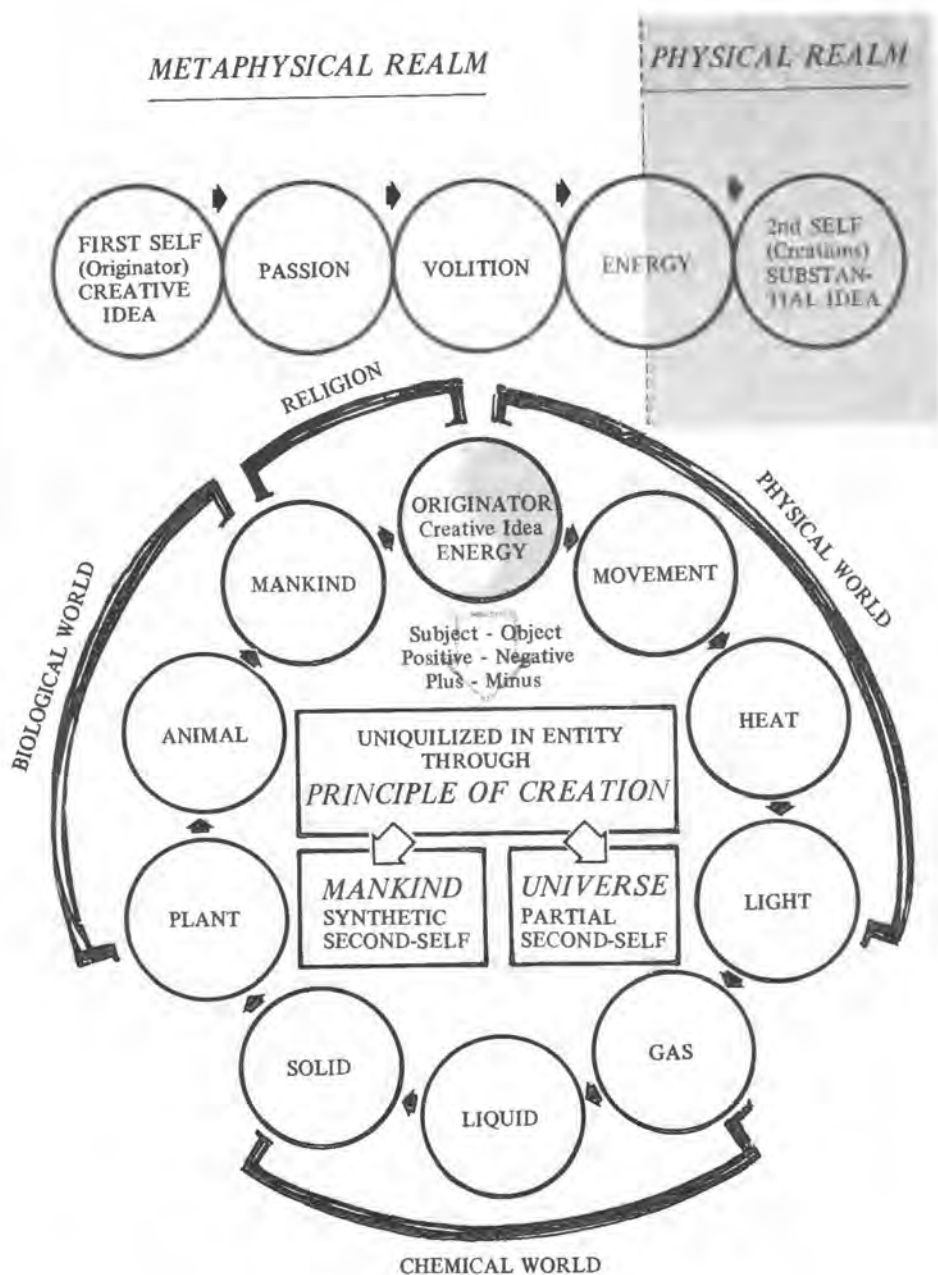 METAPHYSICAL REALM
PHYSICAL REALM
FIRST SELF
(Originator)
CREATIVE
IDEA
PASSION
VOLITION
ENERGY
2nd SELF
(Creations)
SUBSTAN-
TIAL IDEA
RELIGION
BIOLOGICAL WORLD
PHYSICAL WORLD
ORIGINATOR
Creative Idea
ENERGY
MOVEMENT
HEAT
LIGHT
GAS
LIQUID
SOLID
PLANT
ANIMAL
MANKIND
Subject - Object
Positive - Negative
Plus - Minus
UNIQUILIZED IN ENTITY
THROUGH
PRINCIPLE OF CREATION
MANKIND
SYNTHETIC
SECOND-SELF
UNIVERSE
PARTIAL
SECOND-SELF
CHEMICAL WORLD